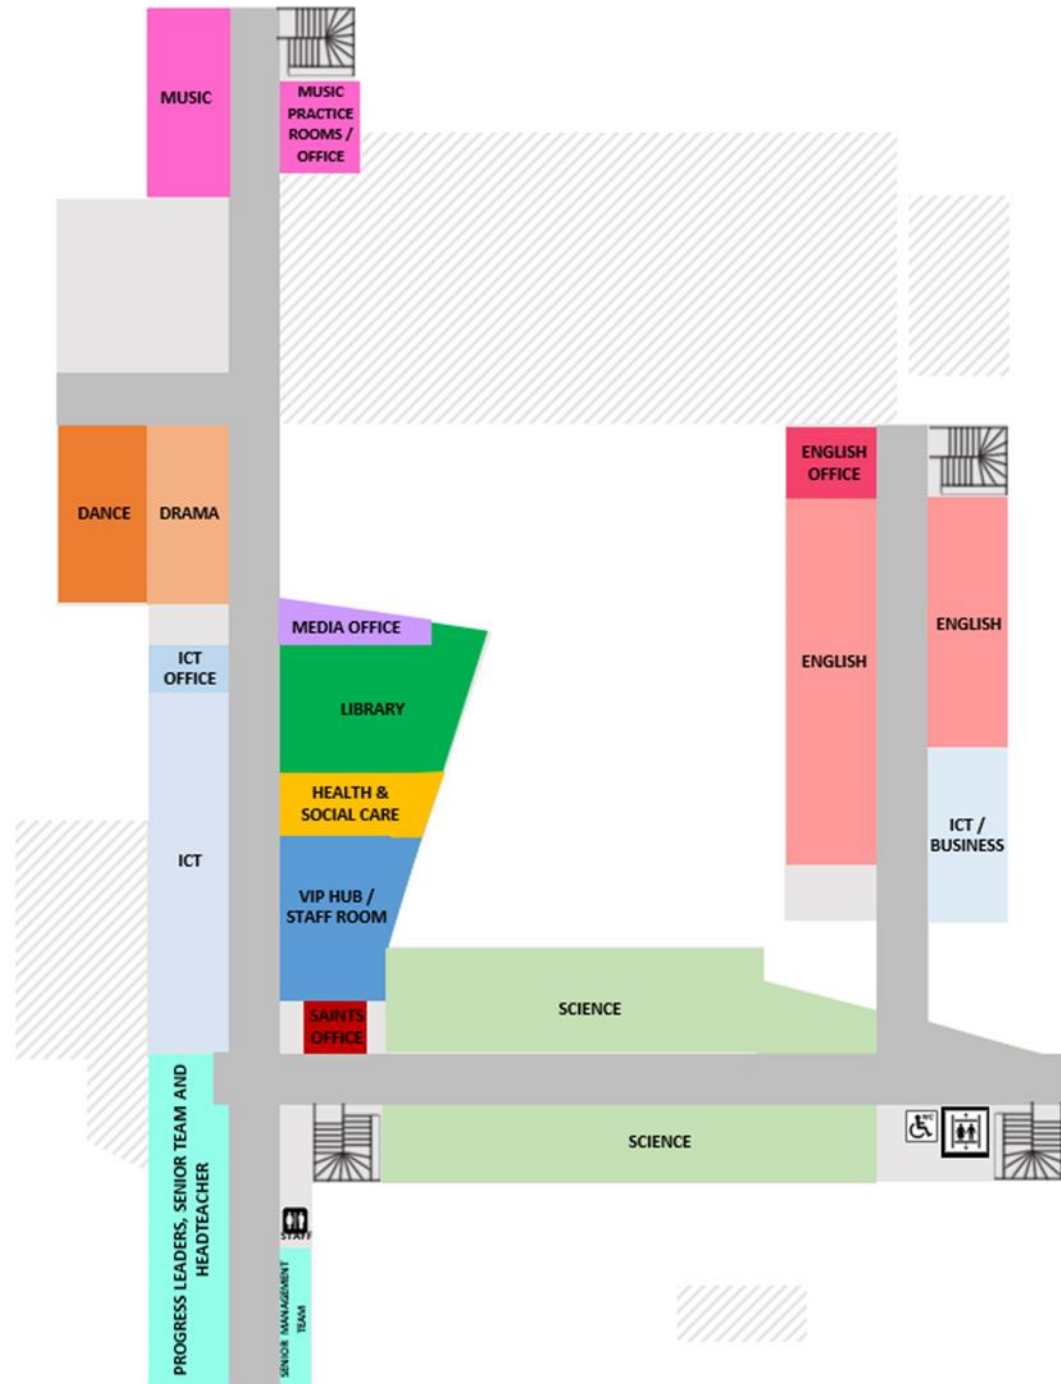 MUSIC
MUSIC
PRACTICE
ROOMS /
OFFICE
ENGLISH
OFFICE
DANCE
DRAMA
MEDIA OFFICE
ENGLISH
ICT
OFFICE
ENGLISH
LIBRARY
HEALTH &
SOCIAL CARE
ICT /
BUSINESS
ICT
VIP HUB /
STAFF ROOM
SCIENCE
SAINTS
OFFICE
PROGRESS LEADERS, SENIOR TEAM AND
HEADTEACHER
SCIENCE
WC
STAFF
SENIOR MANAGEMENT
TEAM